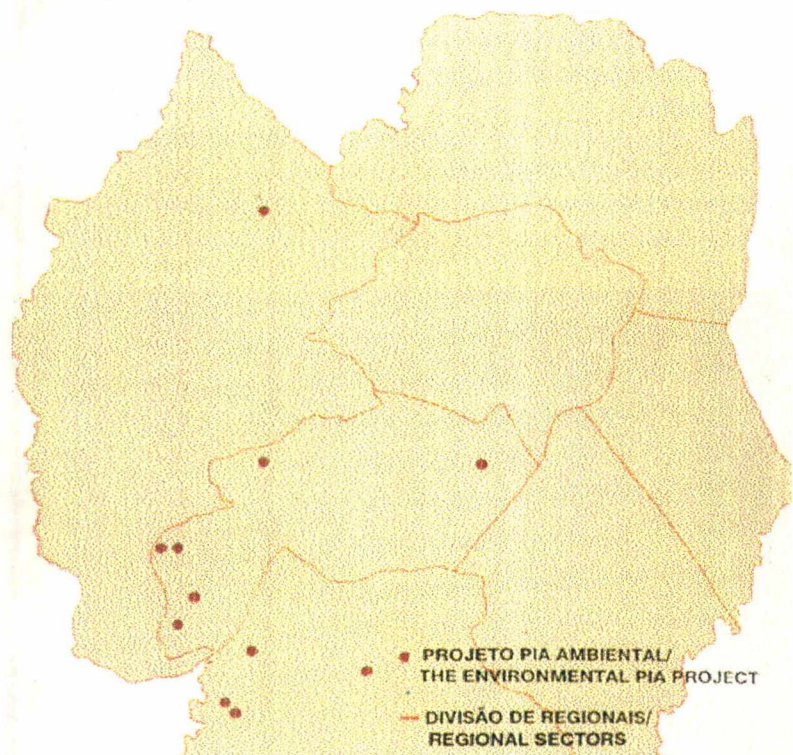 PROJETO PIA AMBIENTAL/
THE ENVIRONMENTAL PIA PROJECT
DIVISÃO DE REGIONAIS/
REGIONAL SECTORS